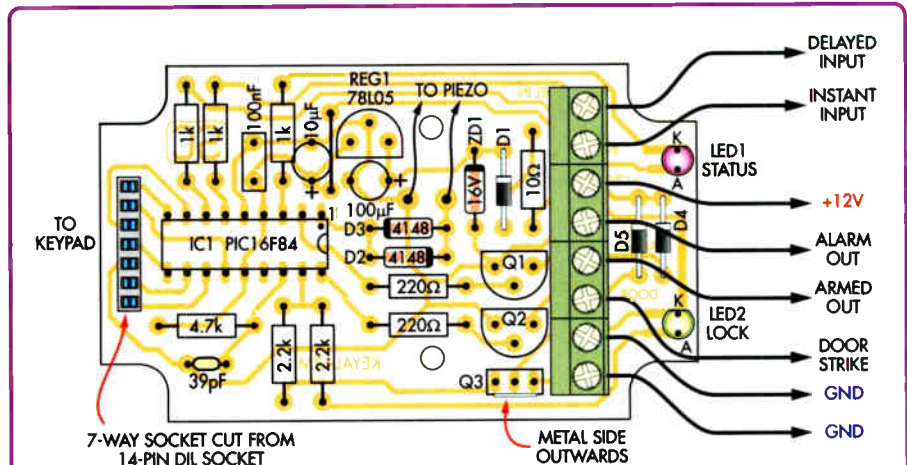 DELAYED
INPUT
INSTANT
INPUT
REG1
78L05
TO PIEZO
1k
1k
100nF
1k
10µF
+
+
100µF
ZD1
16V
D1
10Ω
K
LED1
STATUS
A
+12V
TO
KEYPAD
IC1 PIC16F84
1
D3
4148
D2
4148
Q1
D5
D4
ALARM
OUT
220Ω
ARMED
OUT
4.7k
220Ω
Q2
K
LED2
LOCK
A
2.2k
2.2k
39pF
Q3
DOOR
STRIKE
GND
GND
7-WAY SOCKET CUT FROM
14-PIN DIL SOCKET
METAL SIDE
OUTWARDS